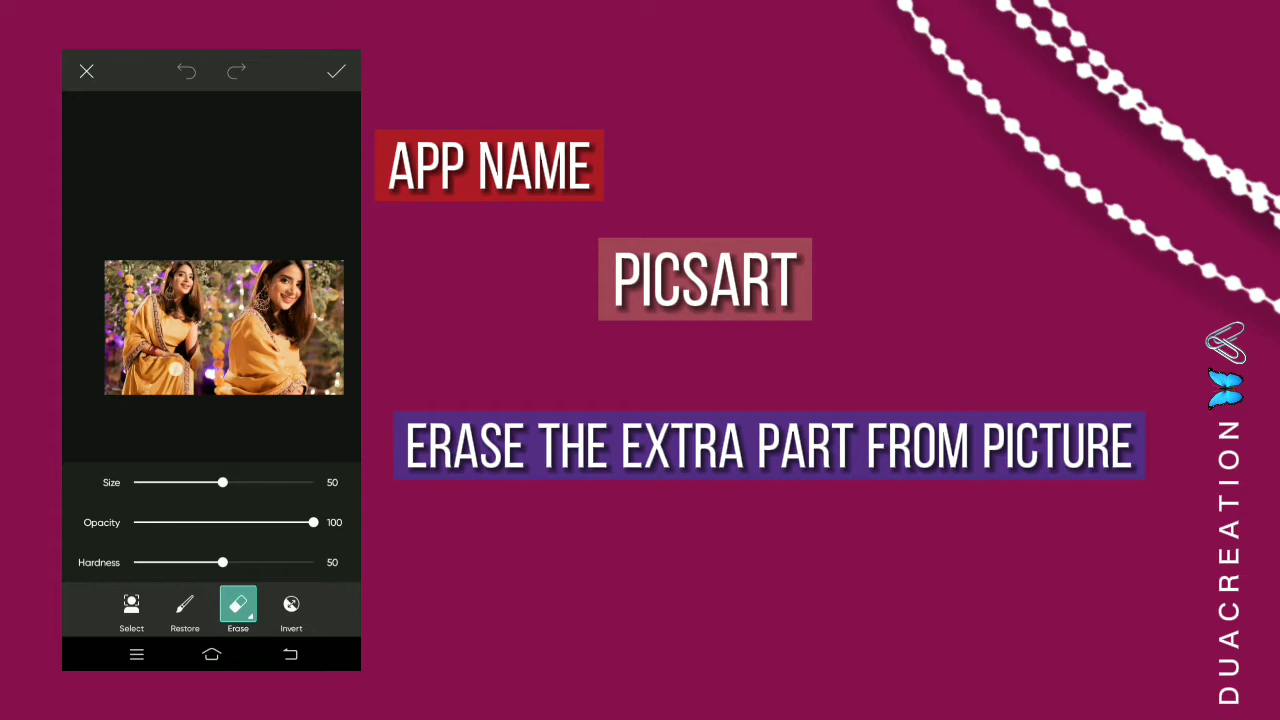 APP NAME
PICSART
ERASE THE EXTRA PART FROM PICTURE
Size 50
Opacity 100
Hardness 50
Select Restore Erase Invert
DUACREATION